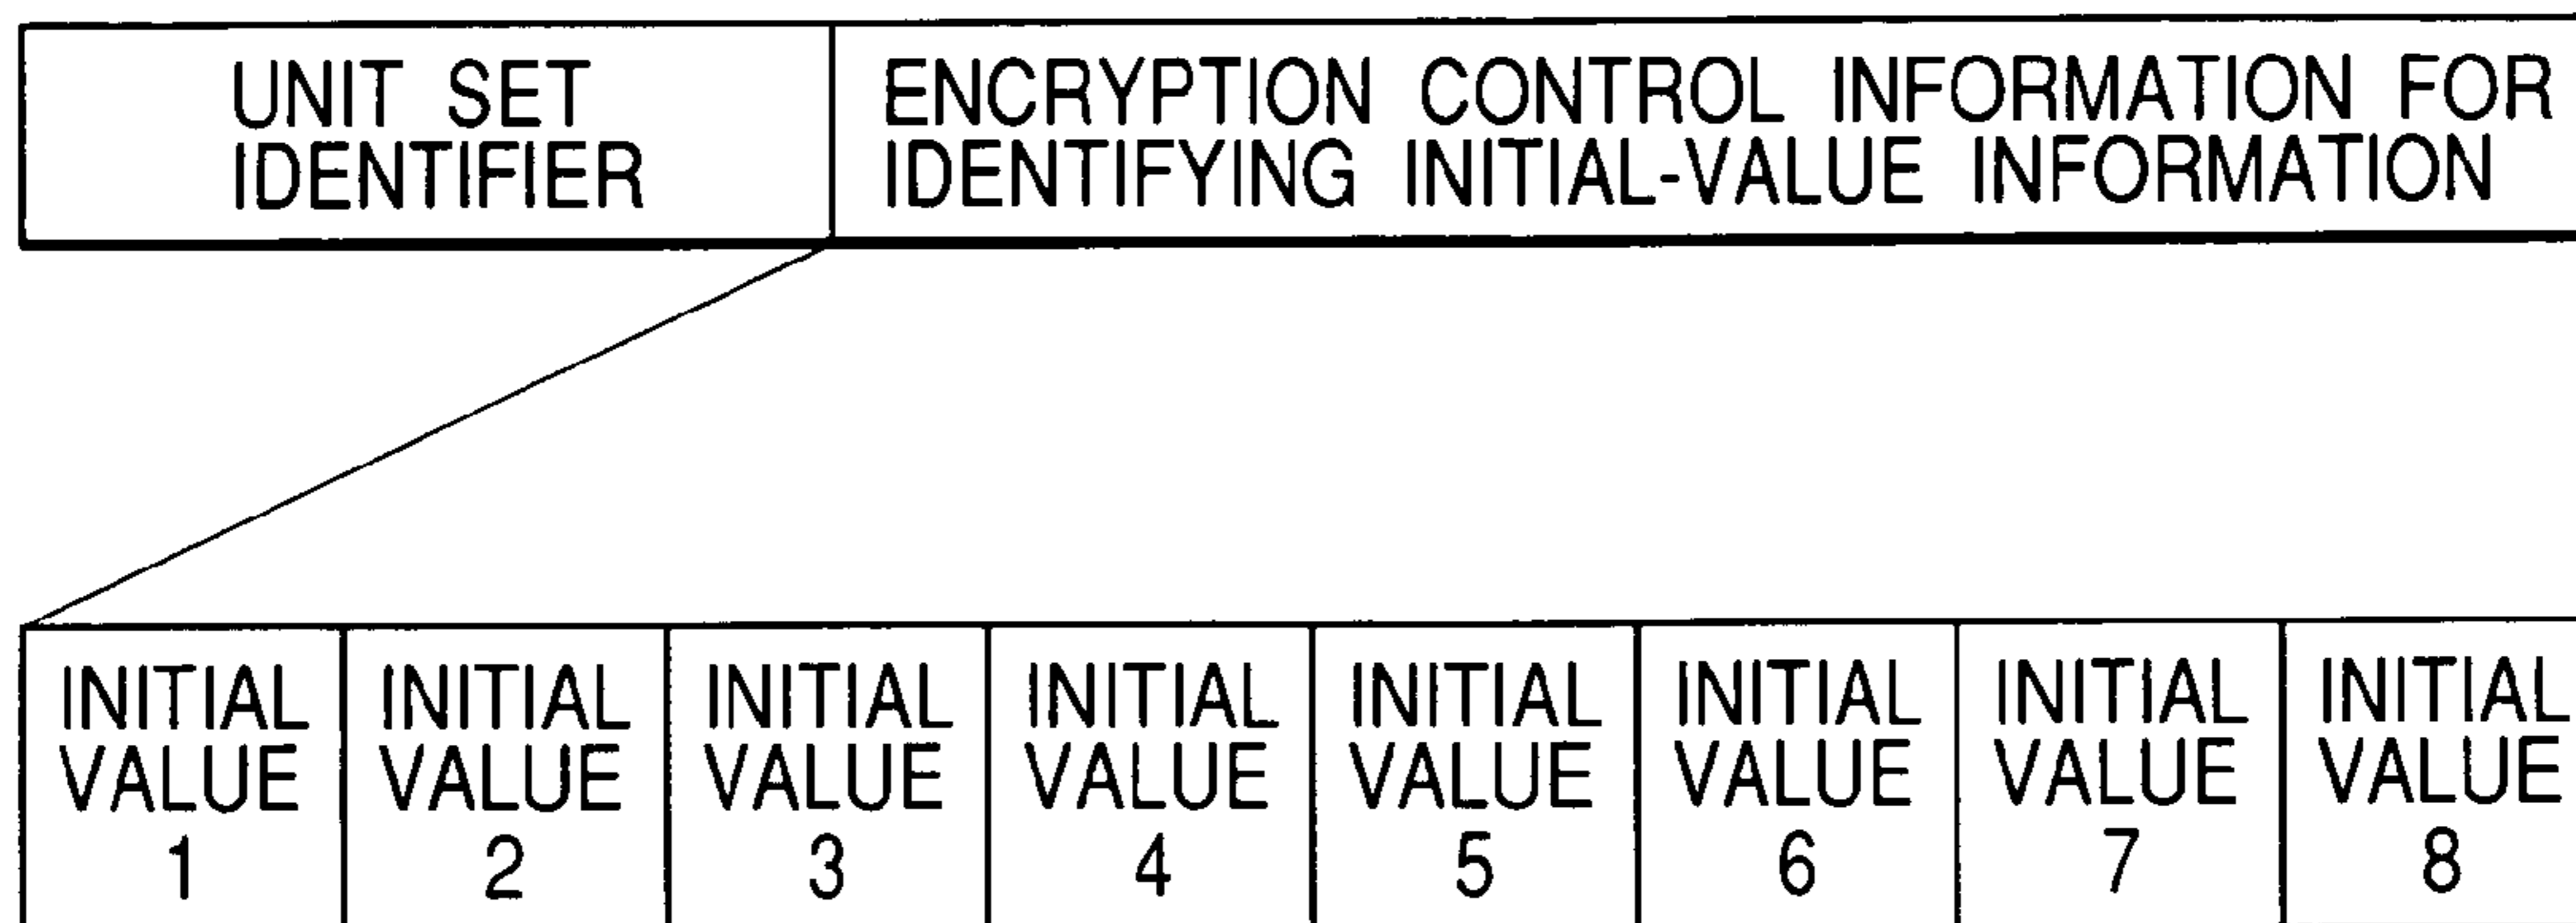 UNIT SET
IDENTIFIER
ENCRYPTION CONTROL INFORMATION FOR
IDENTIFYING INITIAL-VALUE INFORMATION
INITIAL
VALUE
1
INITIAL
VALUE
2
INITIAL
VALUE
3
INITIAL
VALUE
4
INITIAL
VALUE
5
INITIAL
VALUE
6
INITIAL
VALUE
7
INITIAL
VALUE
8